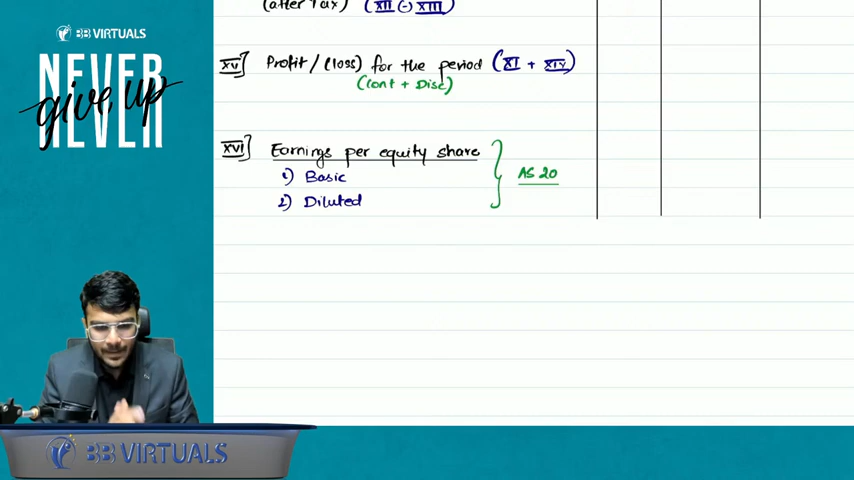 (after Tax) (XII (-) XIII)
BB VIRTUALS
NEVER
give up
NEVER
XV] Profit / (loss) for the period (XI + XIV)
(Cont + Disc)
XVI] Earnings per equity share
1) Basic
2) Diluted
AS 20
BB VIRTUALS